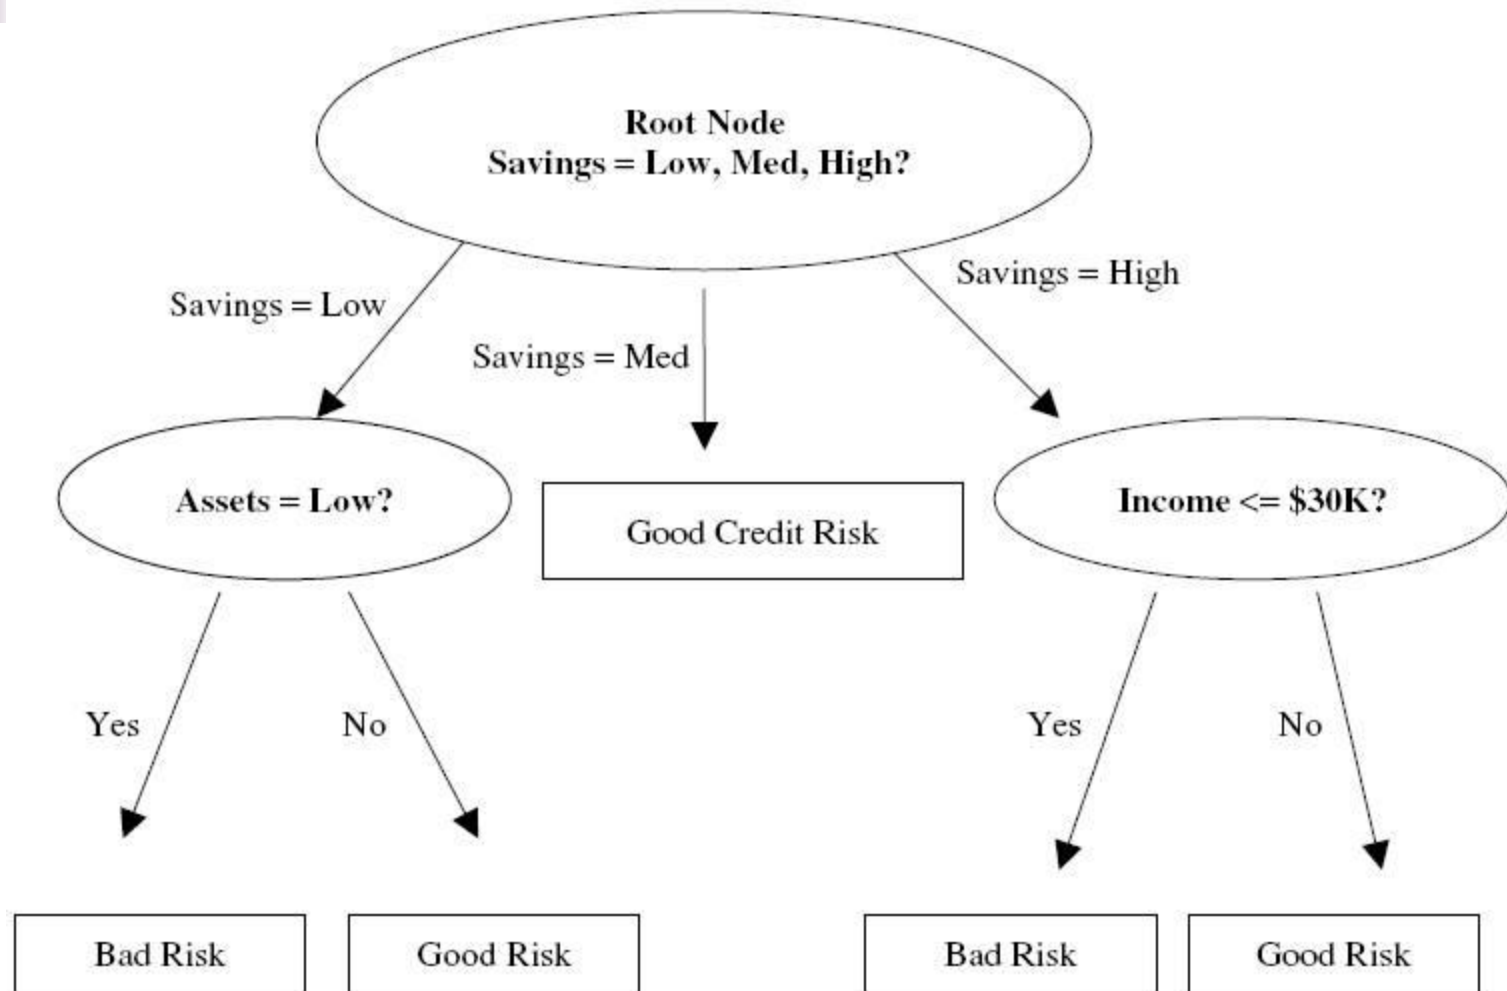 Root Node
Savings = Low, Med, High?
Savings = Low
Savings = Med
Savings = High
Assets = Low?
Good Credit Risk
Income <= $30K?
Yes
No
Yes
No
Bad Risk
Good Risk
Bad Risk
Good Risk